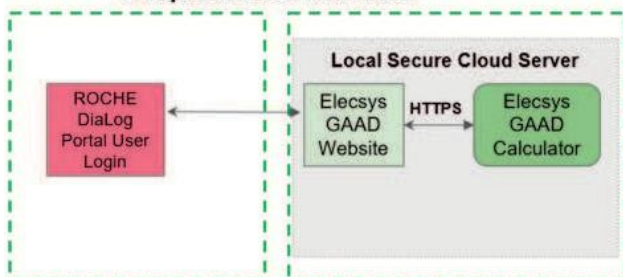 Local Secure Cloud Server
ROCHE
DiaLog
Portal User
Login
Elecsys
GAAD
Website
HTTPS
Elecsys
GAAD
Calculator